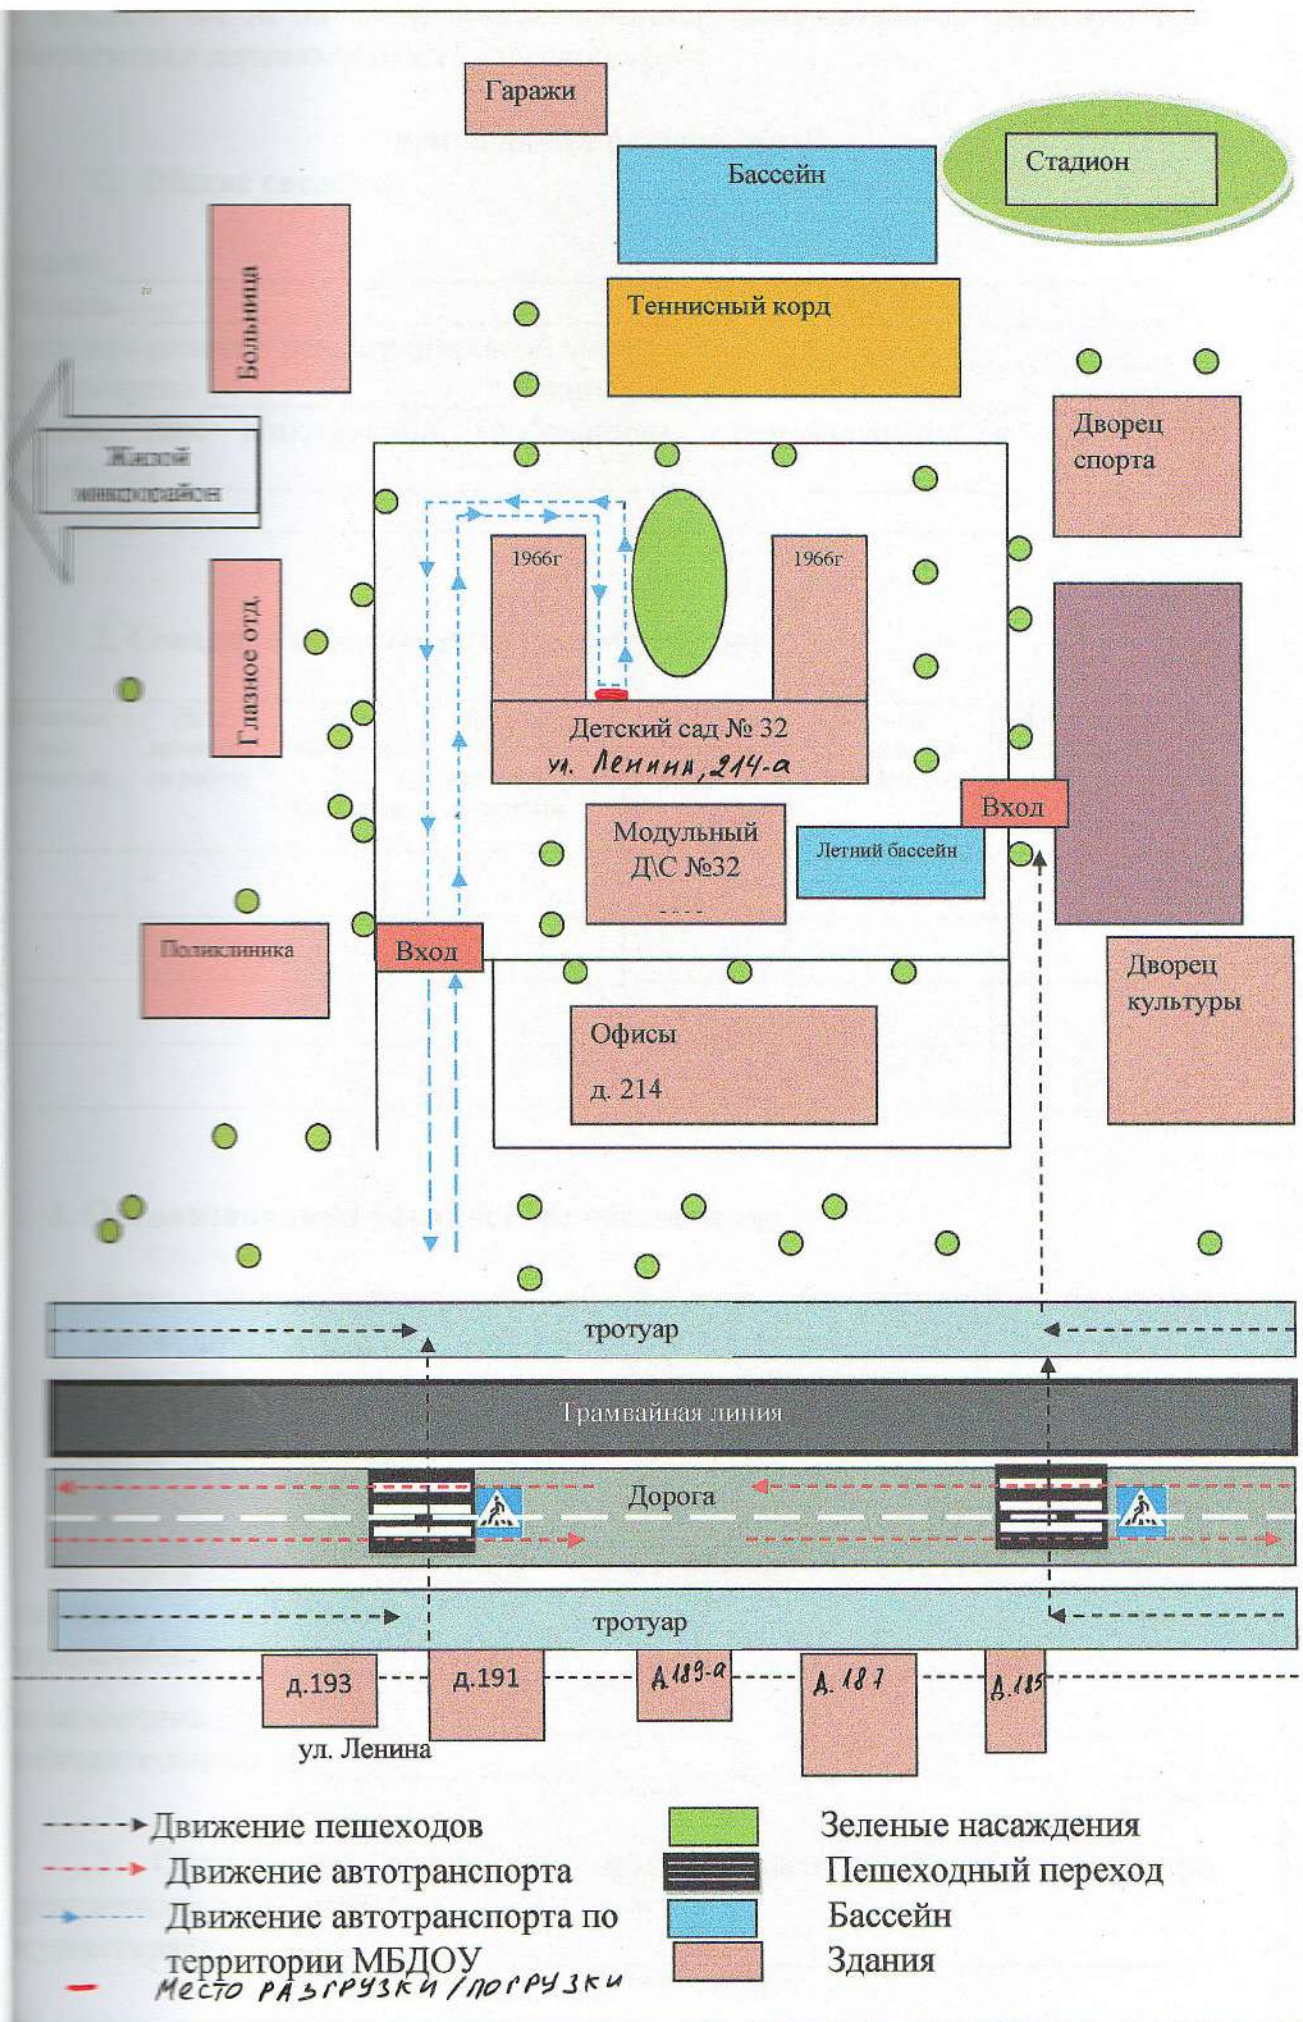 Гаражи
Бассейн
Стадион
Больница
Теннисный корд
Дворец
спорта
Жилой
микрорайон
1966г
1966г
Глазное отд.
Детский сад № 32
ул. Ленина, 214-а
Вход
Модульный
Д\С №32
Летний бассейн
Поликлиника
Вход
Дворец
культуры
Офисы
д. 214
тротуар
Трамвайная линия
Дорога
тротуар
д.193
д.191
д.189-а
д.187
д.185
ул. Ленина
Движение пешеходов
Движение автотранспорта
Движение автотранспорта по
территории МБДОУ
Место разгрузки/погрузки
Зеленые насаждения
Пешеходный переход
Бассейн
Здания